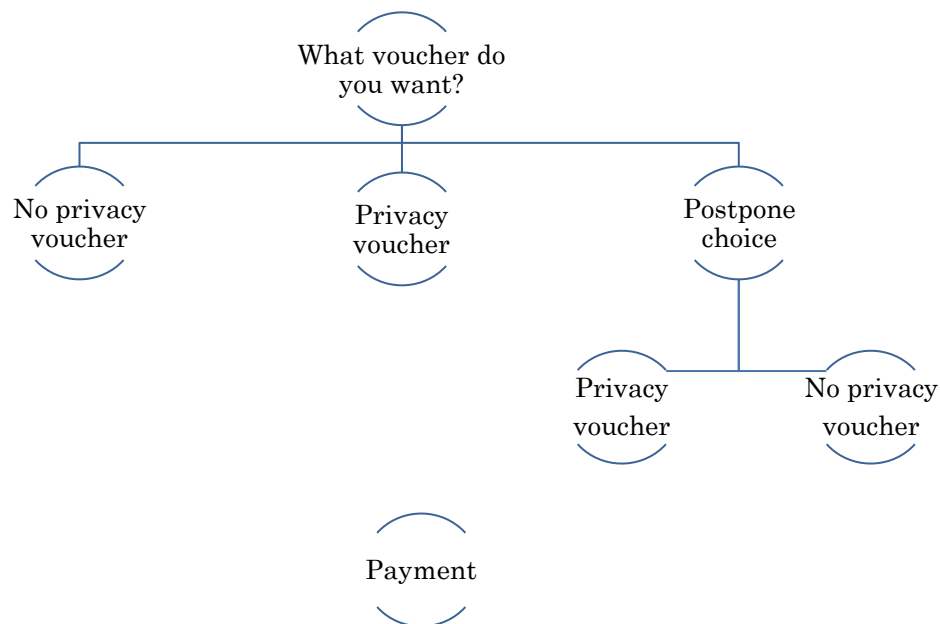 What voucher do
you want?
No privacy
voucher
Privacy
voucher
Postpone
choice
Privacy
voucher
No privacy
voucher
Payment